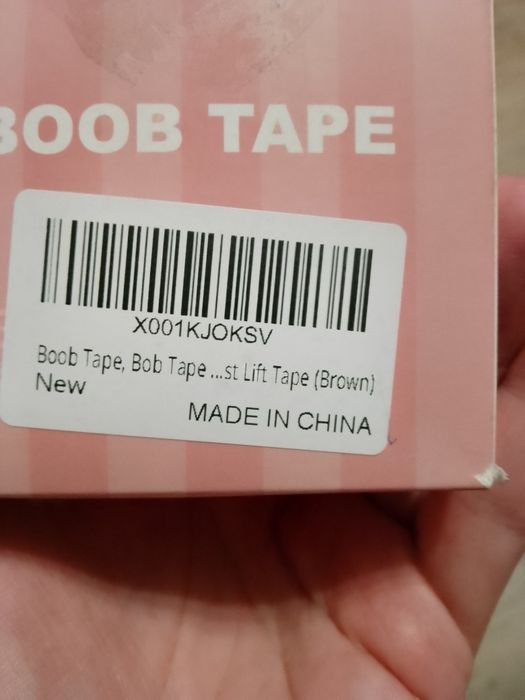 BOOB TAPE
X001KJOKSV
Boob Tape, Bob Tape ...st Lift Tape (Brown)
New
MADE IN CHINA